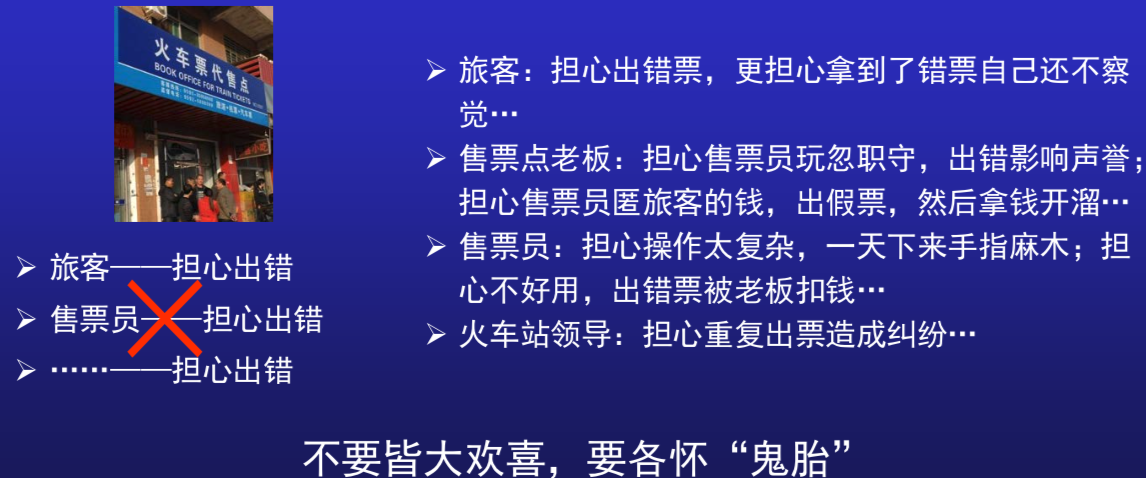 火车票代售点
BOOK OFFICE FOR TRAIN TICKETS
➢ 旅客——担心出错
➢ 售票员——担心出错
➢ ……——担心出错
➢ 旅客：担心出错票，更担心拿到了错票自己还不察
觉…
➢ 售票点老板：担心售票员玩忽职守，出错影响声誉；
担心售票员匿旅客的钱，出假票，然后拿钱开溜…
➢ 售票员：担心操作太复杂，一天下来手指麻木；担
心不好用，出错票被老板扣钱…
➢ 火车站领导：担心重复出票造成纠纷…
不要皆大欢喜，要各怀“鬼胎”